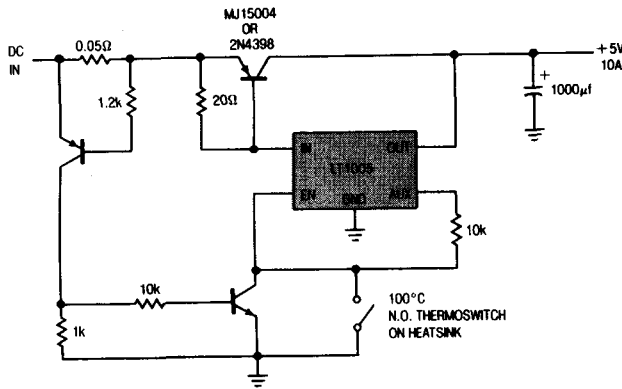 MJ15004
OR
2N4398
DC
IN
0.05Ω
+5V
10A
1.2k
20Ω
+
1000µf
IN
OUT
LT1005
EN
GND
AUX
10k
10k
1k
100°C
N.O. THERMOSWITCH
ON HEATSINK